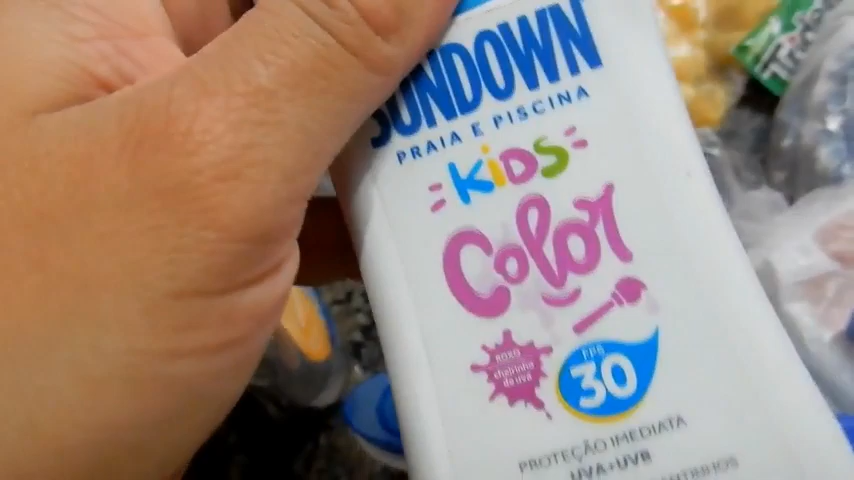 SUNDOWN
PRAIA E PISCINA
KiDS
Color
ROXO
cheirinho
de uva
FPS
30
PROTEÇÃO IMEDIATA
UVA+UVB